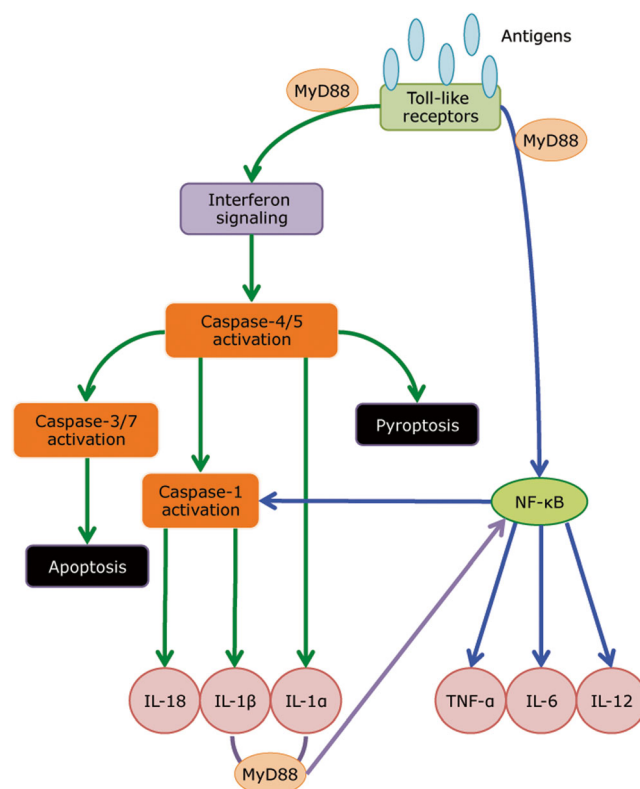 Antigens
MyD88
Toll-like
receptors
MyD88
Interferon
signaling
Caspase-4/5
activation
Caspase-3/7
activation
Pyroptosis
Caspase-1
activation
NF-κB
Apoptosis
IL-18
IL-1β
IL-1α
TNF-α
IL-6
IL-12
MyD88